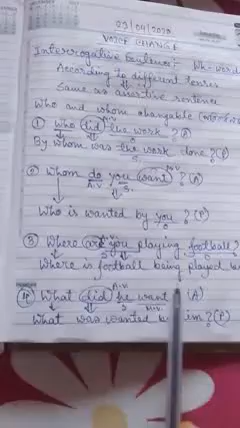 23/04/2020
VOICE CHANGE
Interrogative Sentence:- Wh-word
According to different tenses
Same as assertive sentence
Who and whom changable
① Who did the work ? (A)
By whom was the work done ? (P)
② Whom do you want ? (A)
Who is wanted by you ? (P)
③ Where are you playing football ?
Where is football being played
④ What did he want (A)
What was wanted (P)